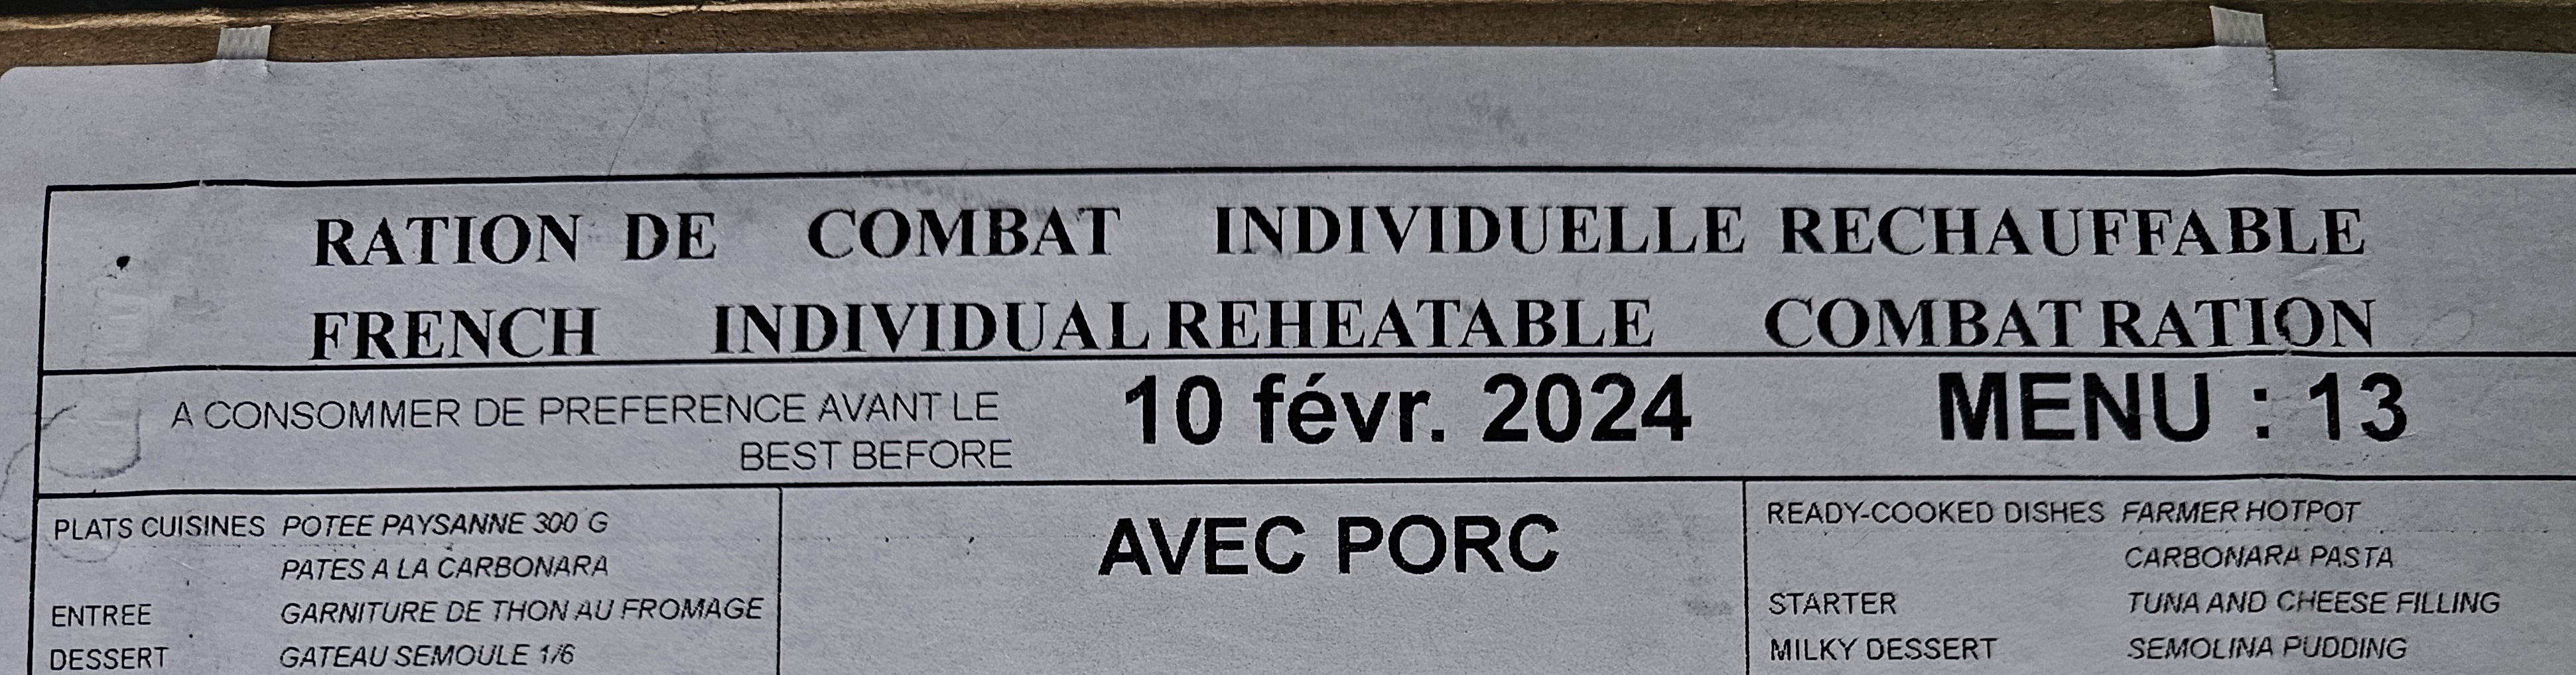 RATION DE COMBAT INDIVIDUELLE RECHAUFFABLE
FRENCH INDIVIDUAL REHEATABLE COMBAT RATION
A CONSOMMER DE PREFERENCE AVANT LE
BEST BEFORE
10 févr. 2024
MENU : 13
PLATS CUISINES POTEE PAYSANNE 300 G
PATES A LA CARBONARA
ENTREE GARNITURE DE THON AU FROMAGE
DESSERT GATEAU SEMOULE 1/6
AVEC PORC
READY-COOKED DISHES FARMER HOTPOT
CARBONARA PASTA
STARTER TUNA AND CHEESE FILLING
MILKY DESSERT SEMOLINA PUDDING